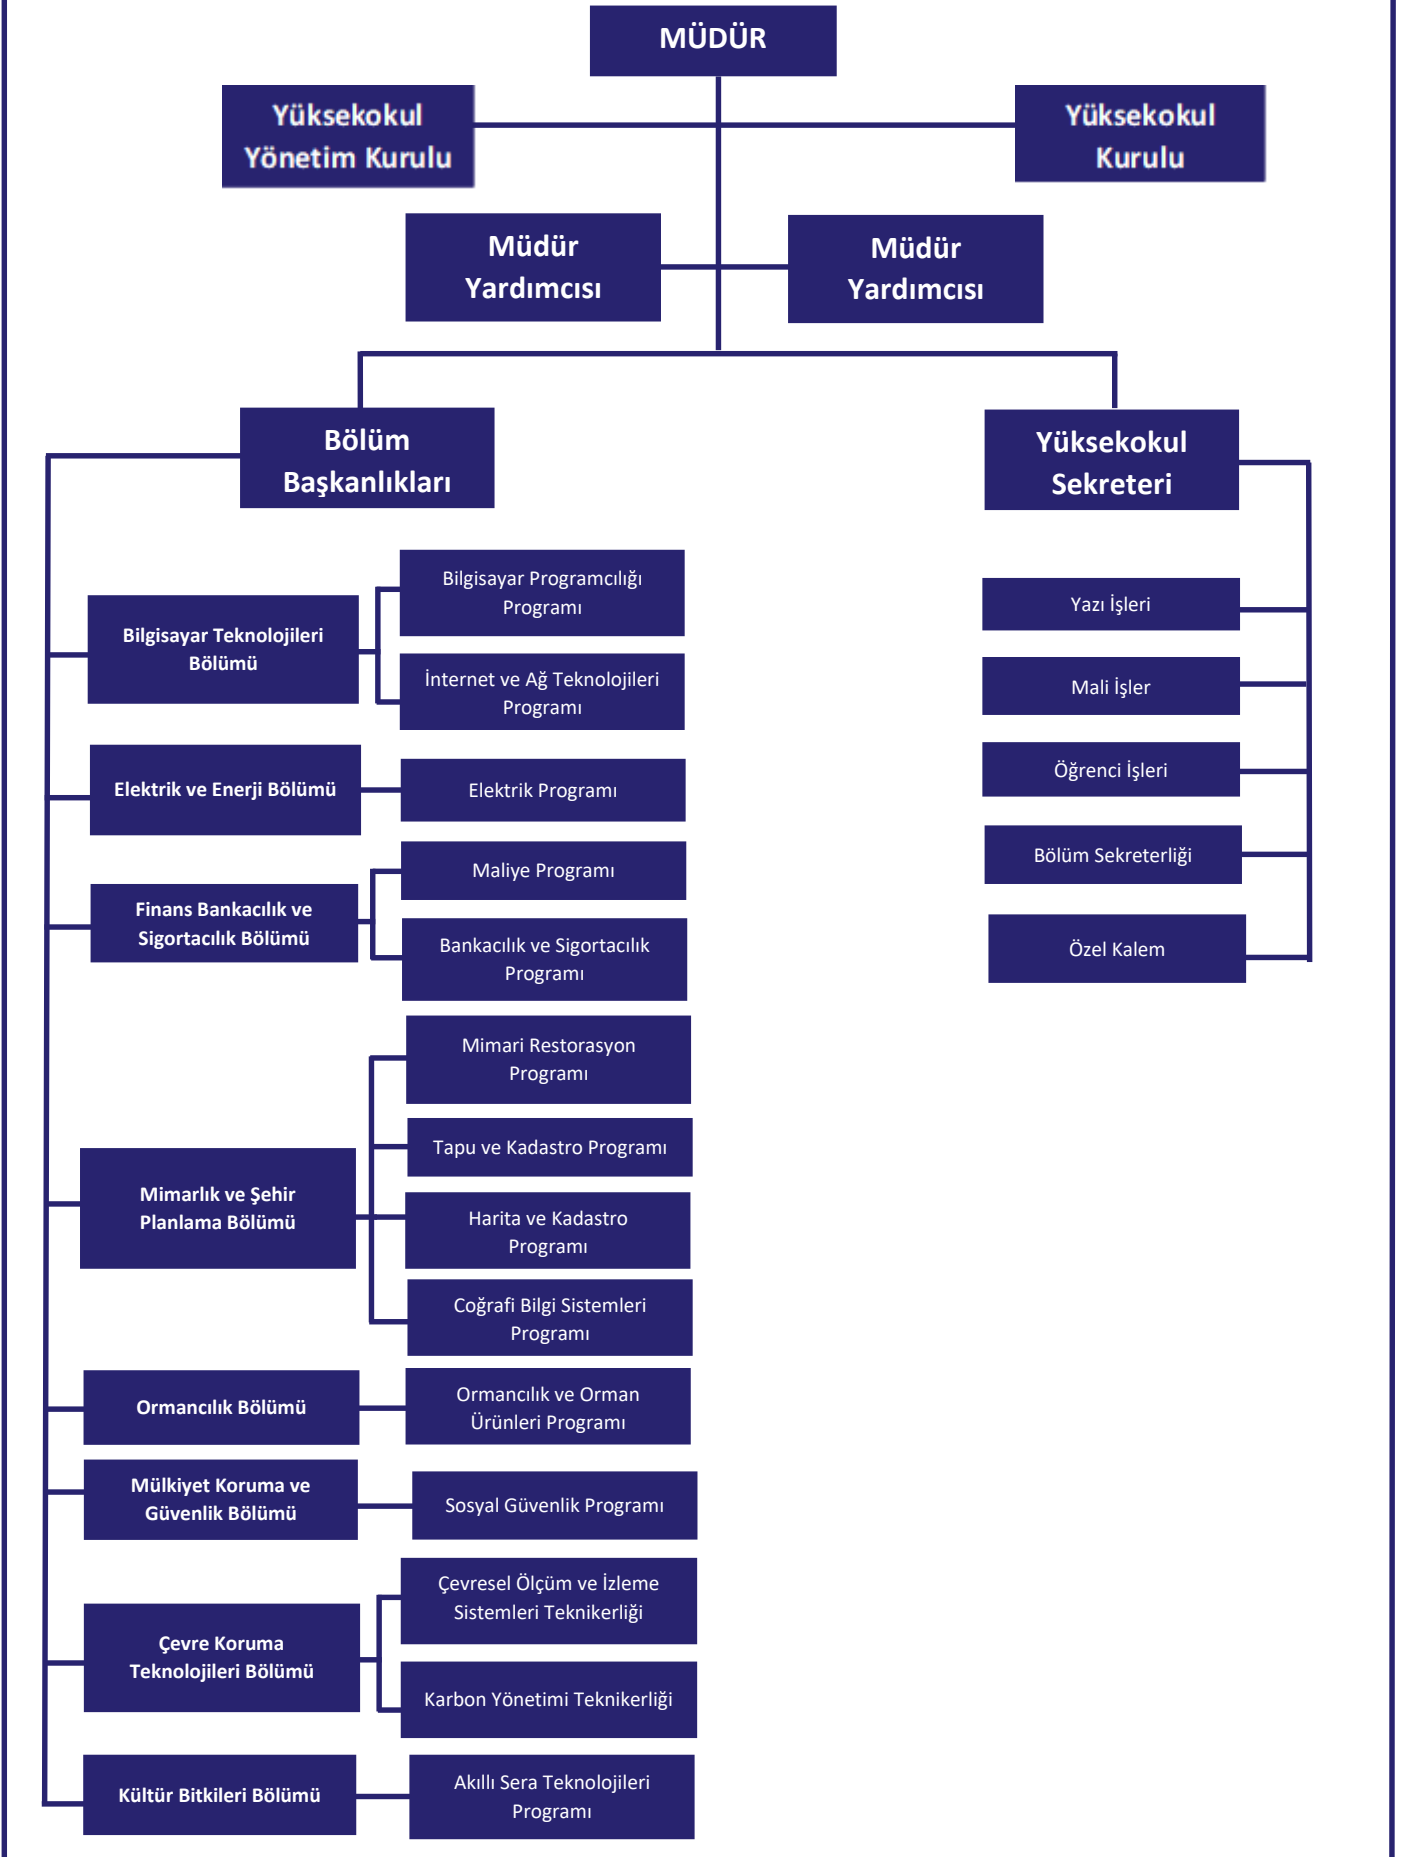 MÜDÜR
Yüksekokul
Yönetim Kurulu
Yüksekokul
Kurulu
Müdür
Yardımcısı
Müdür
Yardımcısı
Bölüm
Başkanlıkları
Yüksekokul
Sekreteri
Bilgisayar Teknolojileri
Bölümü
Bilgisayar Programcılığı
Programı
İnternet ve Ağ Teknolojileri
Programı
Elektrik ve Enerji Bölümü
Elektrik Programı
Finans Bankacılık ve
Sigortacılık Bölümü
Maliye Programı
Bankacılık ve Sigortacılık
Programı
Mimarlık ve Şehir
Planlama Bölümü
Mimari Restorasyon
Programı
Tapu ve Kadastro Programı
Harita ve Kadastro
Programı
Coğrafi Bilgi Sistemleri
Programı
Ormancılık Bölümü
Ormancılık ve Orman
Ürünleri Programı
Mülkiyet Koruma ve
Güvenlik Bölümü
Sosyal Güvenlik Programı
Çevre Koruma
Teknolojileri Bölümü
Çevresel Ölçüm ve İzleme
Sistemleri Teknikerliği
Karbon Yönetimi Teknikerliği
Kültür Bitkileri Bölümü
Akıllı Sera Teknolojileri
Programı
Yazı İşleri
Mali İşler
Öğrenci İşleri
Bölüm Sekreterliği
Özel Kalem